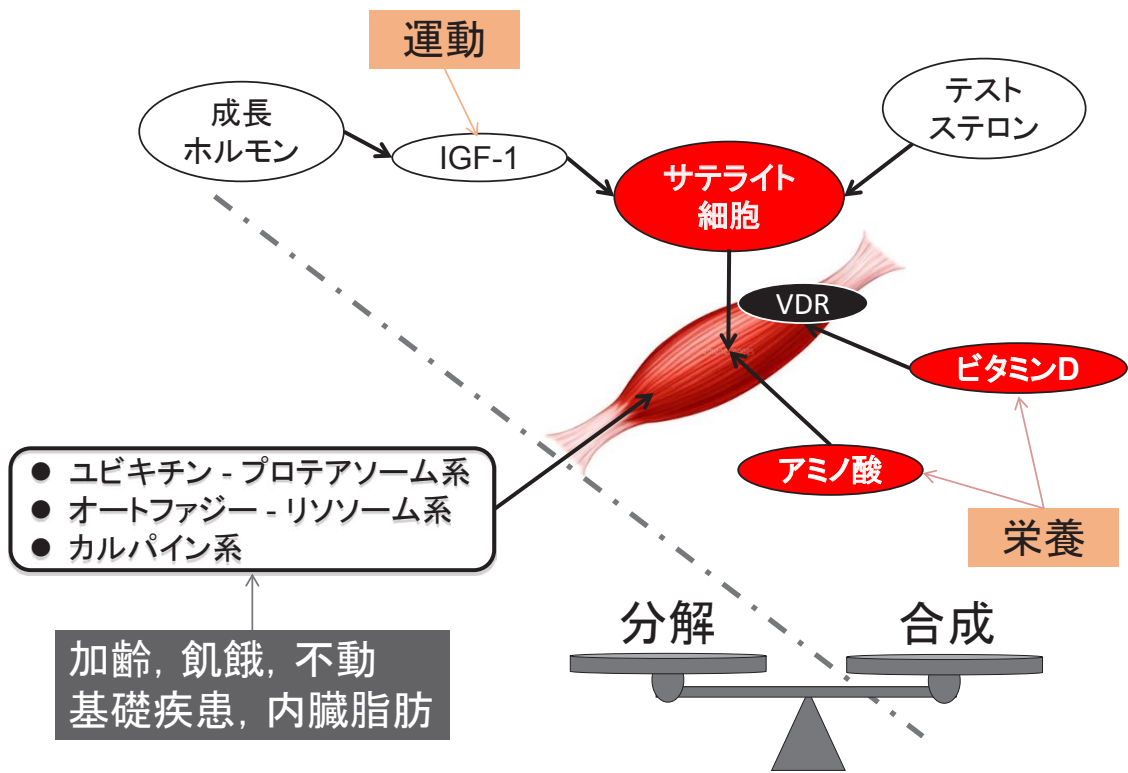 運動
成長
ホルモン
IGF-1
サテライト
細胞
テスト
ステロン
VDR
ビタミンD
アミノ酸
栄養
● ユビキチン - プロテアソーム系
● オートファジー - リソソーム系
● カルパイン系
加齢, 飢餓, 不動
基礎疾患, 内臓脂肪
分解
合成